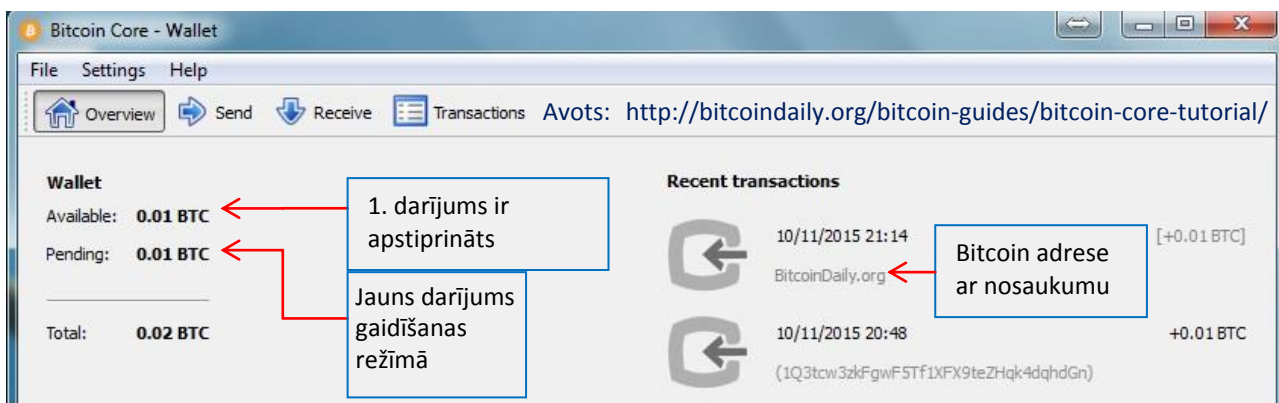 Bitcoin Core - Wallet
File Settings Help
Overview Send Receive Transactions Avots: http://bitcoindaily.org/bitcoin-guides/bitcoin-core-tutorial/
Wallet
Available: 0.01 BTC
Pending: 0.01 BTC
Total: 0.02 BTC
1. darījums ir
apstiprināts
Jauns darījums
gaidīšanas
režīmā
Recent transactions
10/11/2015 21:14 [+0.01 BTC]
BitcoinDaily.org
Bitcoin adrese
ar nosaukumu
10/11/2015 20:48 +0.01 BTC
(1Q3tcw3zkFgwF5Tf1XFX9teZHqk4dqhdGn)